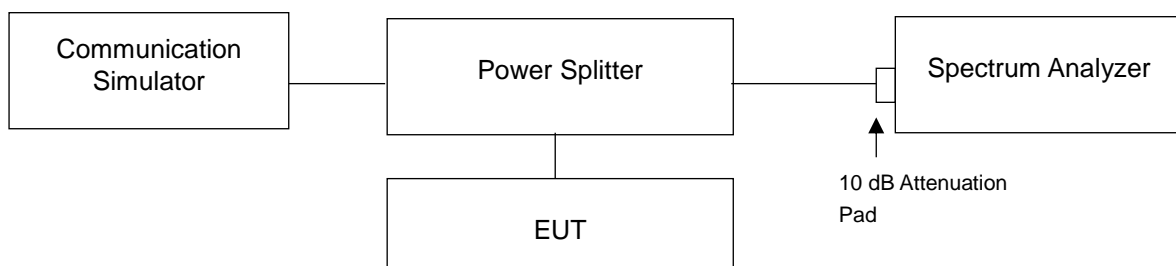 Communication
Simulator
Power Splitter
Spectrum Analyzer
10 dB Attenuation
Pad
EUT